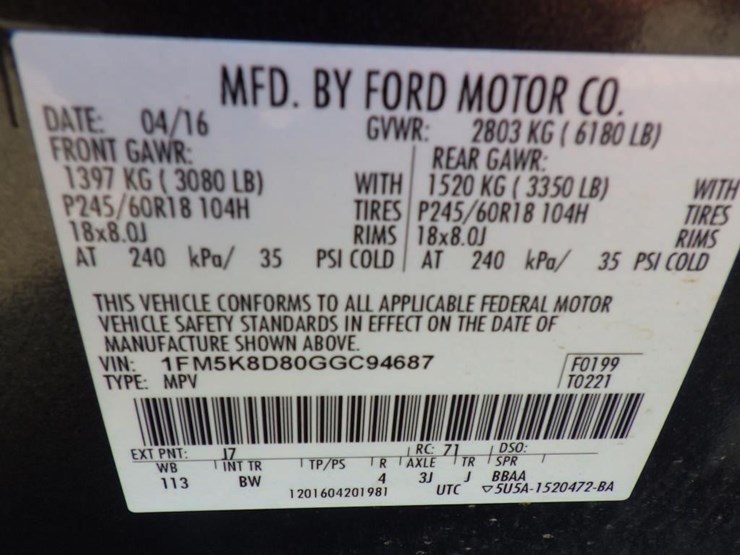 MFD. BY FORD MOTOR CO.
DATE: 04/16 GVWR: 2803 KG ( 6180 LB)
FRONT GAWR: REAR GAWR:
1397 KG ( 3080 LB) WITH 1520 KG ( 3350 LB) WITH
P245/60R18 104H TIRES P245/60R18 104H TIRES
18x8.0J RIMS 18x8.0J RIMS
AT 240 kPa/ 35 PSI COLD AT 240 kPa/ 35 PSI COLD
THIS VEHICLE CONFORMS TO ALL APPLICABLE FEDERAL MOTOR
VEHICLE SAFETY STANDARDS IN EFFECT ON THE DATE OF
MANUFACTURE SHOWN ABOVE.
VIN: 1FM5K8D80GGC94687 F0199
TYPE: MPV T0221
EXT PNT: J7 RC: 71 DSO:
WB INT TR TP/PS R AXLE TR SPR
113 BW 4 3J J BBAA
1201604201981 UTC ▽5U5A-1520472-BA